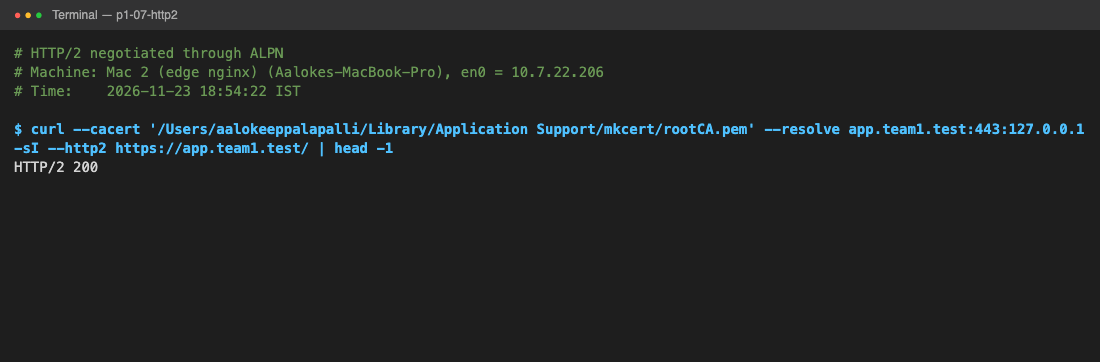 Terminal — p1-07-http2
# HTTP/2 negotiated through ALPN
# Machine: Mac 2 (edge nginx) (Aalokes-MacBook-Pro), en0 = 10.7.22.206
# Time:    2026-11-23 18:54:22 IST
$ curl --cacert '/Users/aalokeeppalapalli/Library/Application Support/mkcert/rootCA.pem' --resolve app.team1.test:443:127.0.0.1
-sI --http2 https://app.team1.test/ | head -1
HTTP/2 200